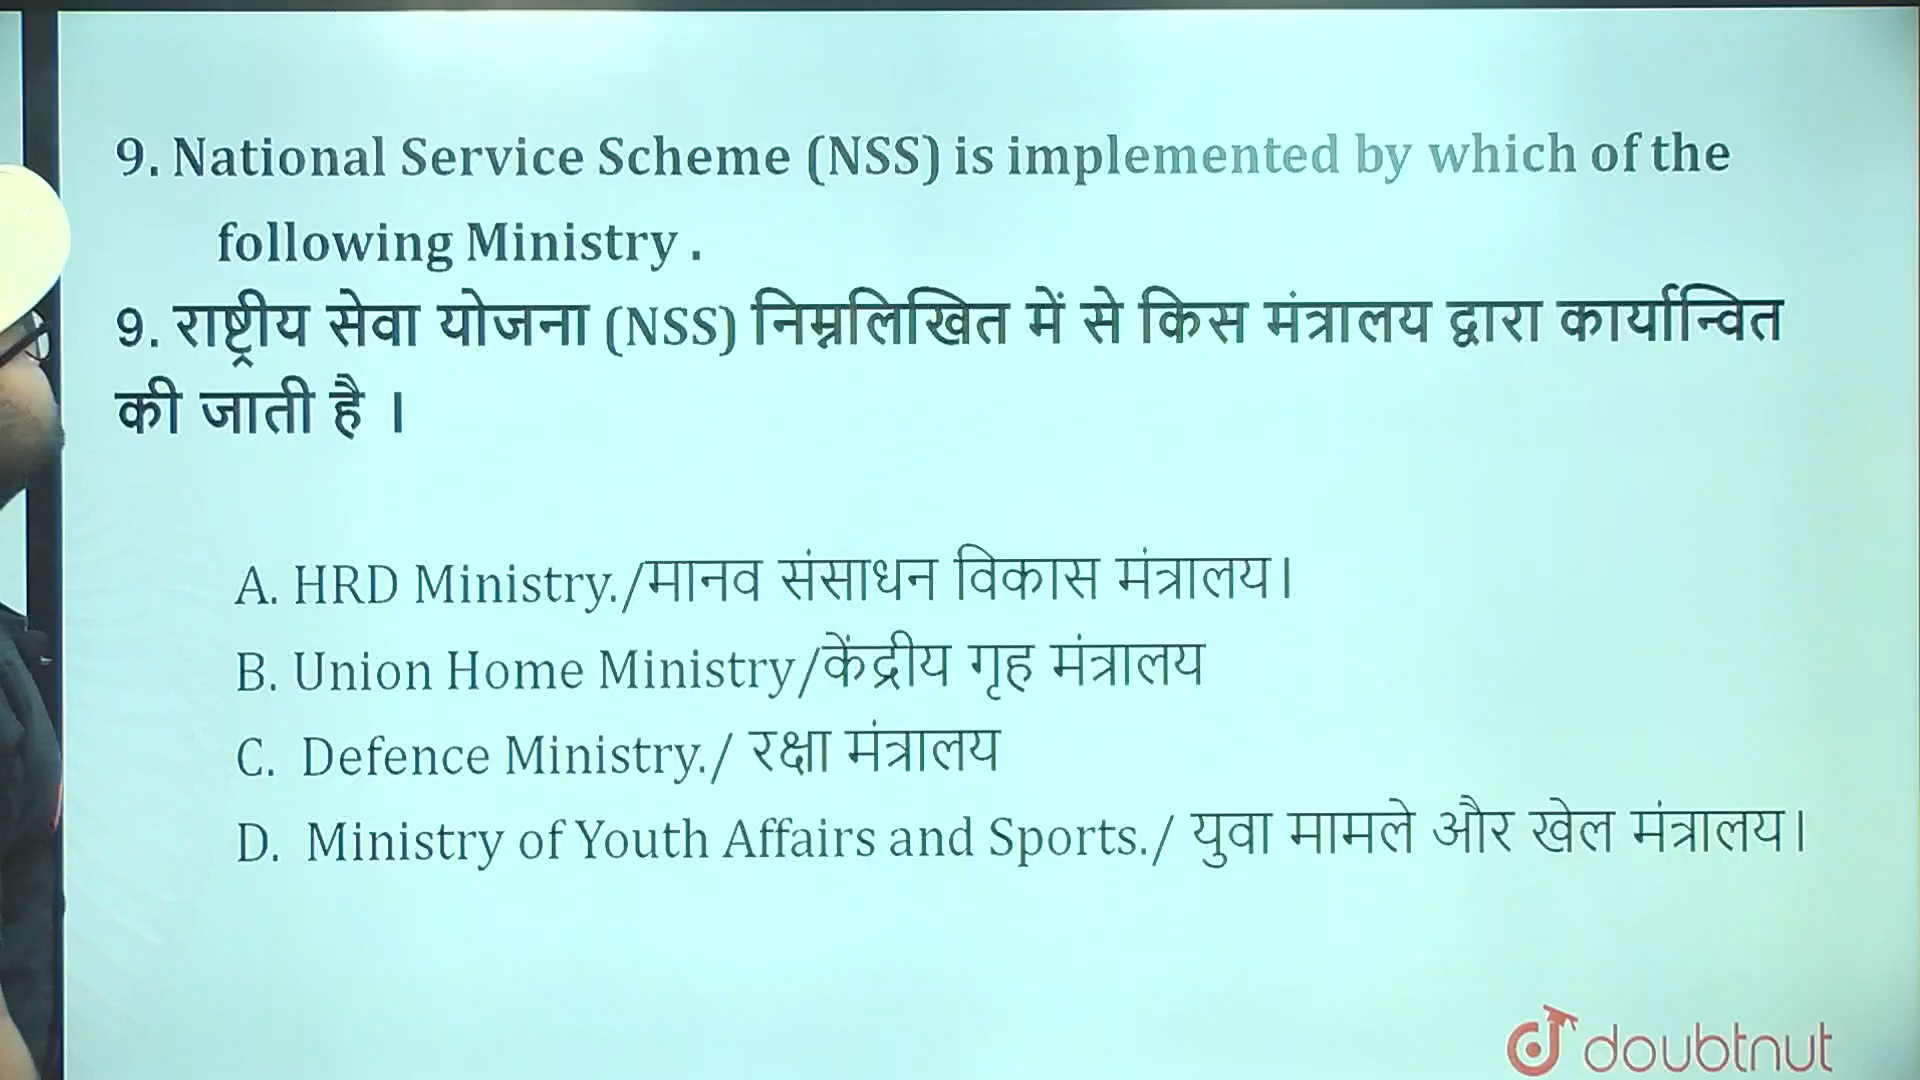 9. National Service Scheme (NSS) is implemented by which of the
following Ministry .
9. राष्ट्रीय सेवा योजना (NSS) निम्नलिखित में से किस मंत्रालय द्वारा कार्यान्वित
की जाती है ।
A. HRD Ministry./मानव संसाधन विकास मंत्रालय।
B. Union Home Ministry/केंद्रीय गृह मंत्रालय
C. Defence Ministry./ रक्षा मंत्रालय
D. Ministry of Youth Affairs and Sports./ युवा मामले और खेल मंत्रालय।
doubtnut